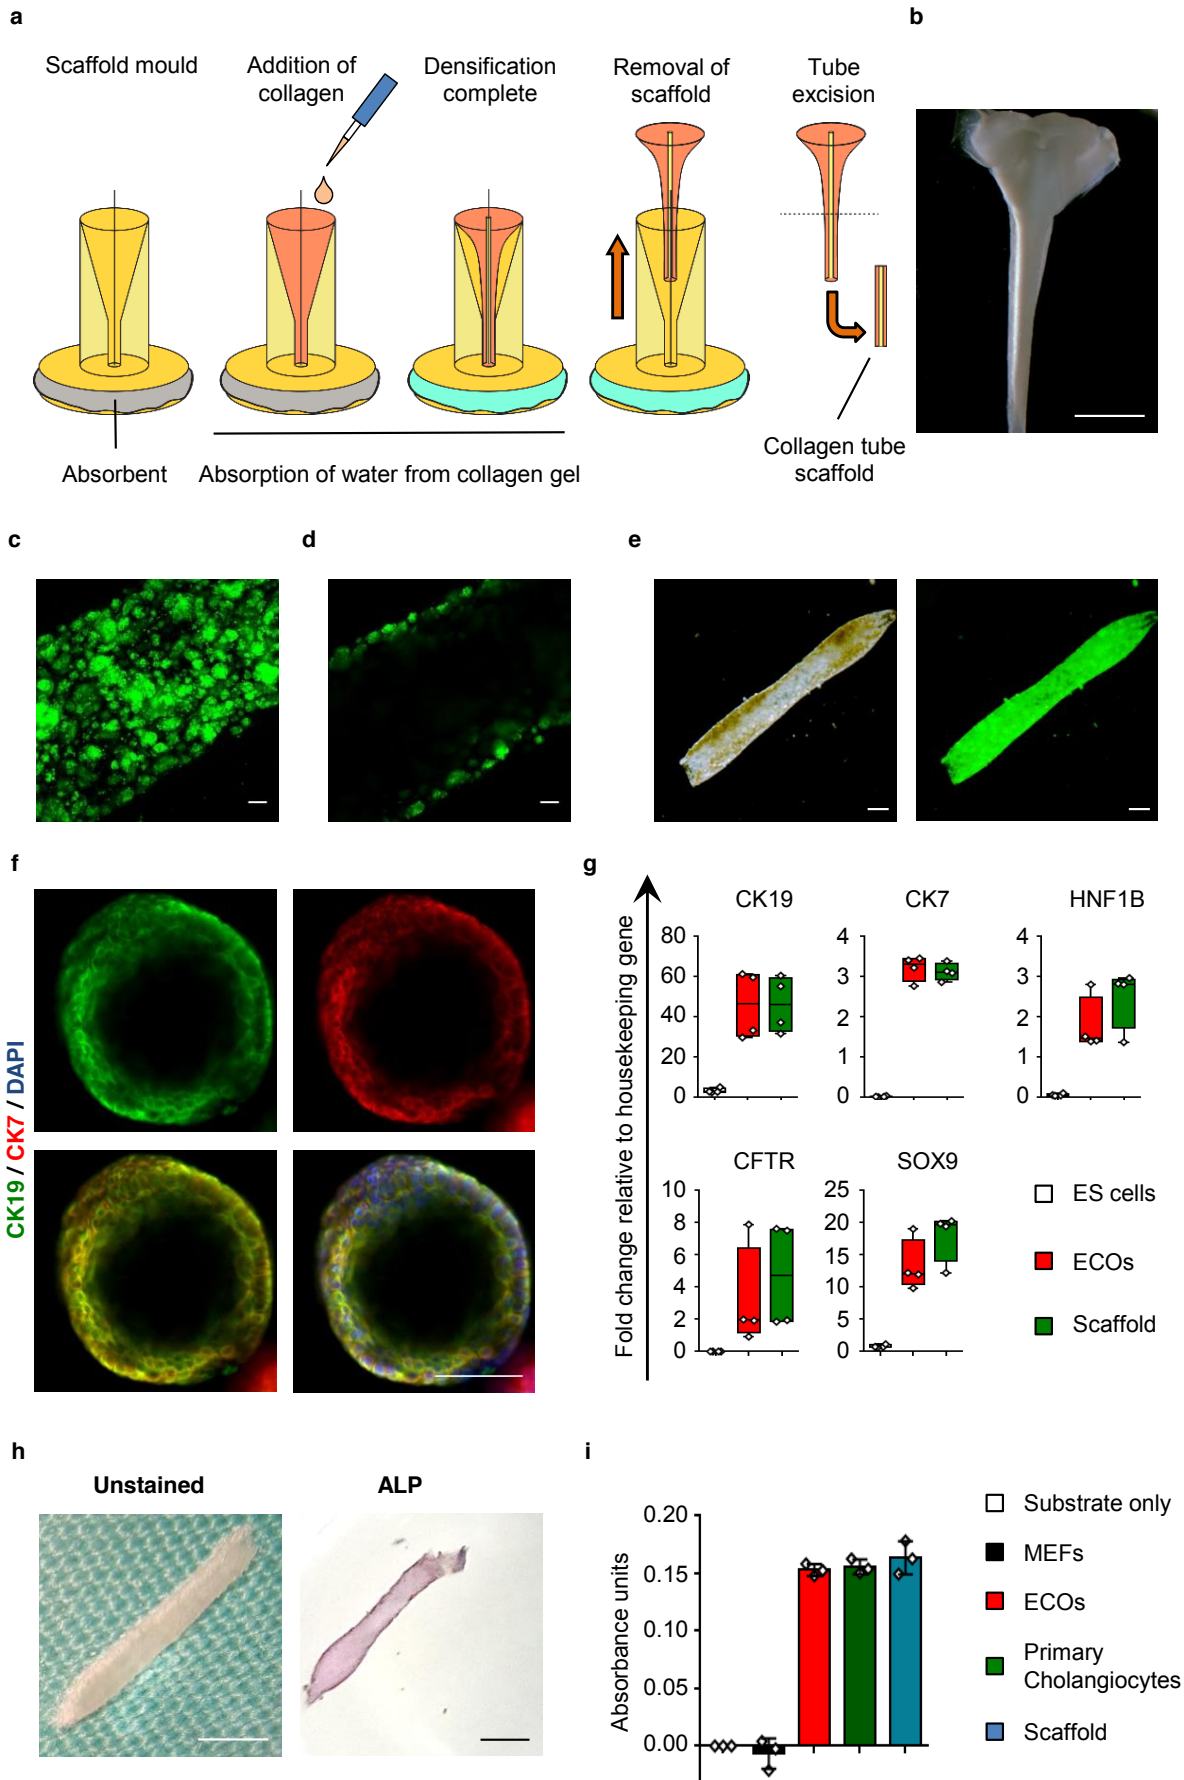 a
b
Scaffold mould
Addition of
collagen
Densification
complete
Removal of
scaffold
Tube
excision
Absorbent
Absorption of water from collagen gel
Collagen tube
scaffold
c
d
e
f
CK19 / CK7 / DAPI
g
Fold change relative to housekeeping gene
CK19
80
60
40
20
0
CK7
4
3
2
1
0
HNF1B
4
3
2
1
0
CFTR
10
8
6
4
2
0
SOX9
25
20
15
10
5
0
ES cells
ECOs
Scaffold
h
Unstained
ALP
i
Absorbance units
0.20
0.15
0.10
0.05
0.00
Substrate only
MEFs
ECOs
Primary
Cholangiocytes
Scaffold